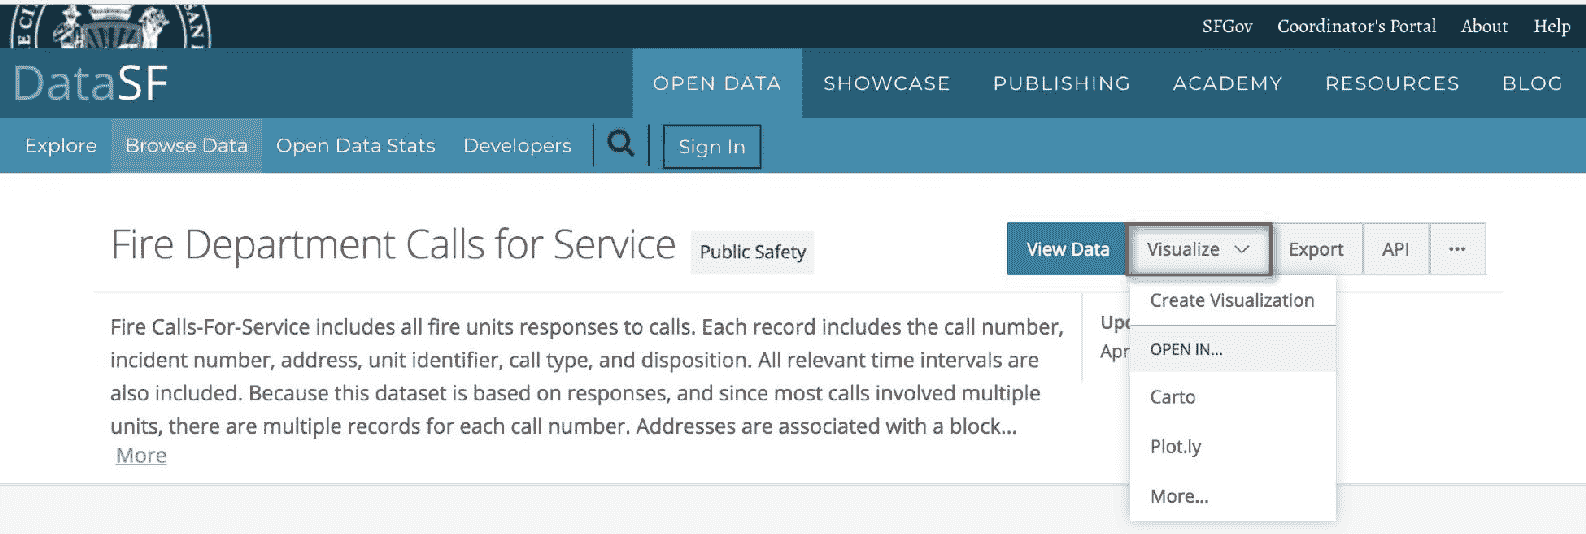 SFGov Coordinator's Portal About Help
DataSF
OPEN DATA SHOWCASE PUBLISHING ACADEMY RESOURCES BLOG
Explore Browse Data Open Data Stats Developers Sign In
Fire Department Calls for Service Public Safety
View Data Visualize Export API ...
Create Visualization
OPEN IN...
Carto
Plot.ly
More...
Fire Calls-For-Service includes all fire units responses to calls. Each record includes the call number,
incident number, address, unit identifier, call type, and disposition. All relevant time intervals are
also included. Because this dataset is based on responses, and since most calls involved multiple
units, there are multiple records for each call number. Addresses are associated with a block...
More